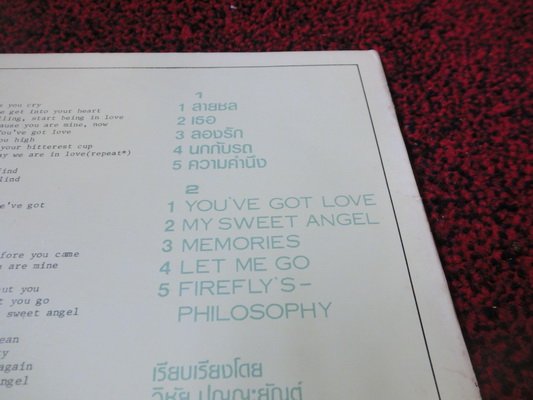 you cry
get into your heart
ling, start being in love
ause you are mine, now
You've got love
ou high
your bitterest cup
y we are in love(repeat*)
ind
lind
e've got
fore you came
are mine
ut you
t you go
sweet angel
ean
ry
again
ngel
1
1 สายชล
2 เธอ
3 ลองรัก
4 นกกับรถ
5 ความคำนึง
2
1 YOU'VE GOT LOVE
2 MY SWEET ANGEL
3 MEMORIES
4 LET ME GO
5 FIREFLY'S-
PHILOSOPHY
เรียบเรียงโดย